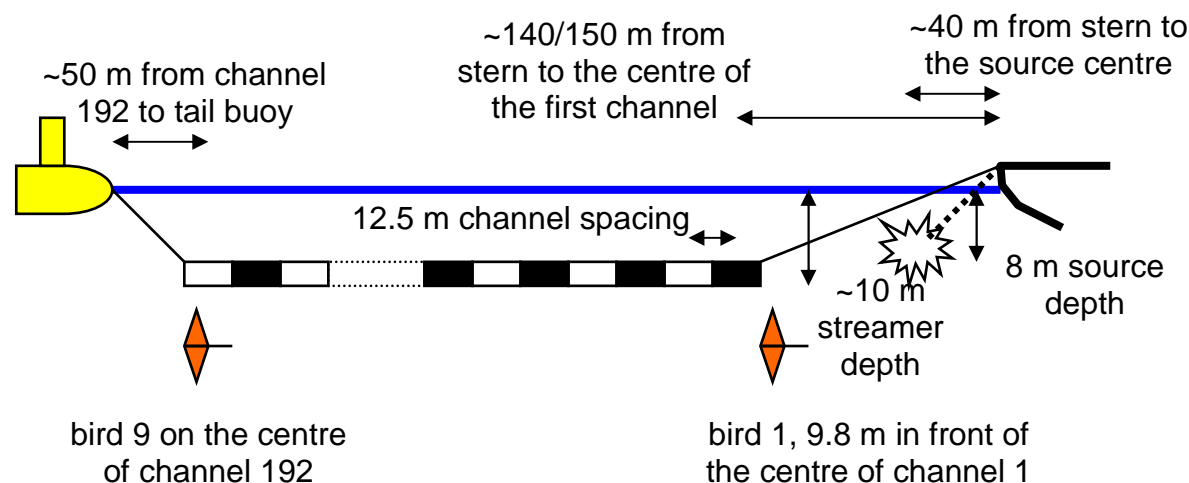 ~50 m from channel
192 to tail buoy
~140/150 m from
stern to the centre of
the first channel
~40 m from stern to
the source centre
12.5 m channel spacing
~10 m
streamer
depth
8 m source
depth
bird 9 on the centre
of channel 192
bird 1, 9.8 m in front of
the centre of channel 1